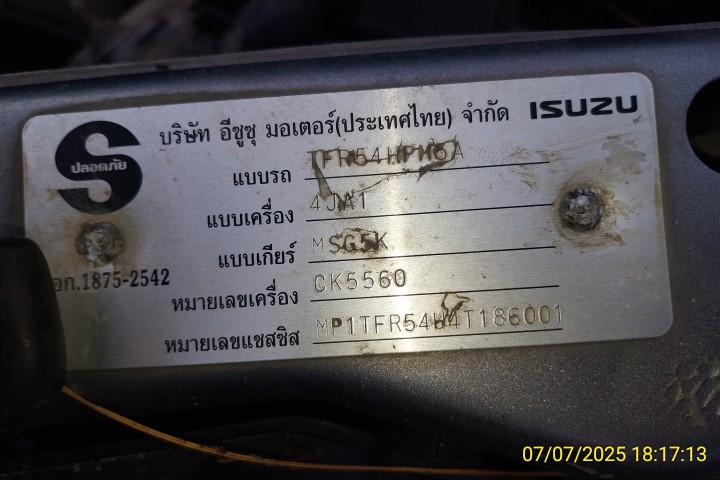 บริษัท อีซูซุ มอเตอร์(ประเทศไทย) จำกัด ISUZU
ปลอดภัย
แบบรถ TFR54HPM6A
แบบเครื่อง 4JA1
แบบเกียร์ MSG5K
อก.1875-2542
หมายเลขเครื่อง CK5560
หมายเลขแชสซิส MP1TFR54H4T186001
07/07/2025 18:17:13